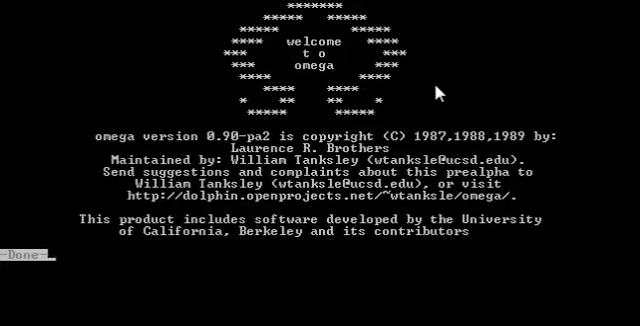 *******
***** *****
***** *****
**** welcome ****
*** t o ***
*** omega ***
**** ****
**** ****
* ** ** *
***** *****
omega version 0.90-pa2 is copyright (C) 1987,1988,1989 by:
Laurence R. Brothers
Maintained by: William Tanksley (wtanksle@ucsd.edu).
Send suggestions and complaints about this prealpha to
William Tanksley (wtanksle@ucsd.edu), or visit
http://dolphin.openprojects.net/~wtanksle/omega/.
This product includes software developed by the University
of California, Berkeley and its contributors
-Done-_